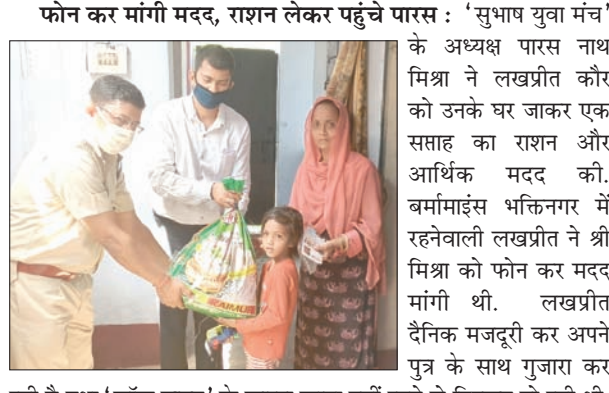 फोन कर मांगी मदद, राशन लेकर पहुंचे पारस : ‘सुभाष युवा मंच’
के अध्यक्ष पारस नाथ
मिश्रा ने लखप्रीत कौर
को उनके घर जाकर एक
सप्ताह का राशन और
आर्थिक मदद की.
बर्मामाइंस भक्तिनगर में
रहनेवाली लखप्रीत ने श्री
मिश्रा को फोन कर मदद
मांगी थी. लखप्रीत
दैनिक मजदूरी कर अपने
पुत्र के साथ गुजारा कर